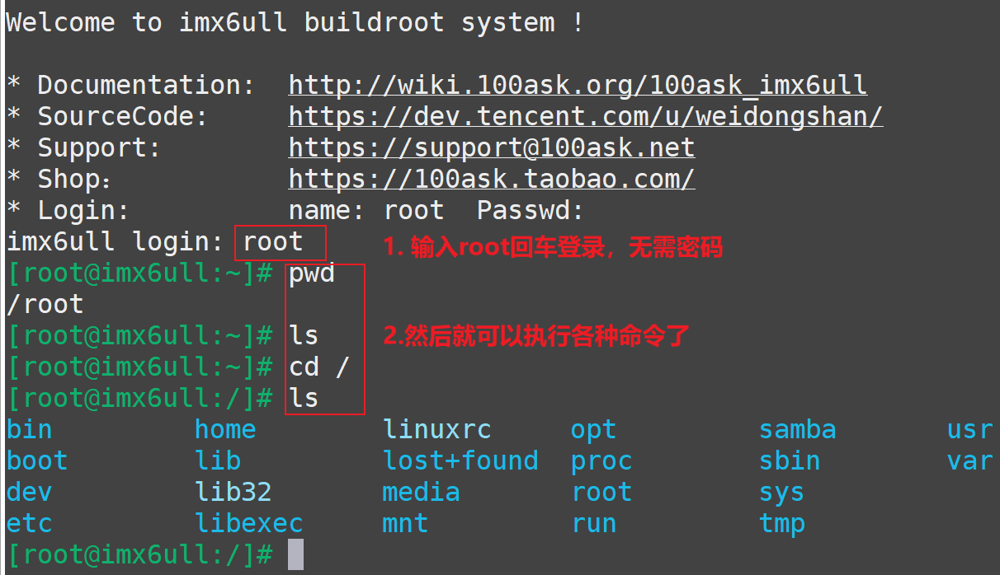 Welcome to imx6ull buildroot system !
* Documentation:  http://wiki.100ask.org/100ask_imx6ull
* SourceCode:     https://dev.tencent.com/u/weidongshan/
* Support:        https://support@100ask.net
* Shop：          https://100ask.taobao.com/
* Login:          name: root  Passwd:
imx6ull login: root 1. 输入root回车登录，无需密码
[root@imx6ull:~]# pwd
/root
[root@imx6ull:~]# ls 2.然后就可以执行各种命令了
[root@imx6ull:~]# cd /
[root@imx6ull:/]# ls
bin         home        linuxrc     opt         samba       usr
boot        lib         lost+found  proc        sbin        var
dev         lib32       media       root        sys
etc         libexec     mnt         run         tmp
[root@imx6ull:/]#